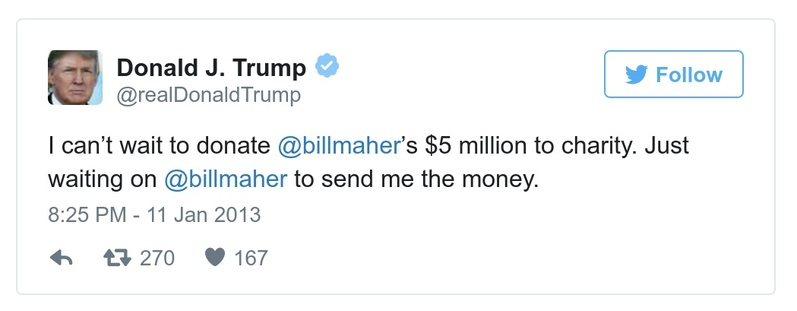 Donald J. Trump
@realDonaldTrump
Follow
I can’t wait to donate @billmaher’s $5 million to charity. Just
waiting on @billmaher to send me the money.
8:25 PM - 11 Jan 2013
270 167